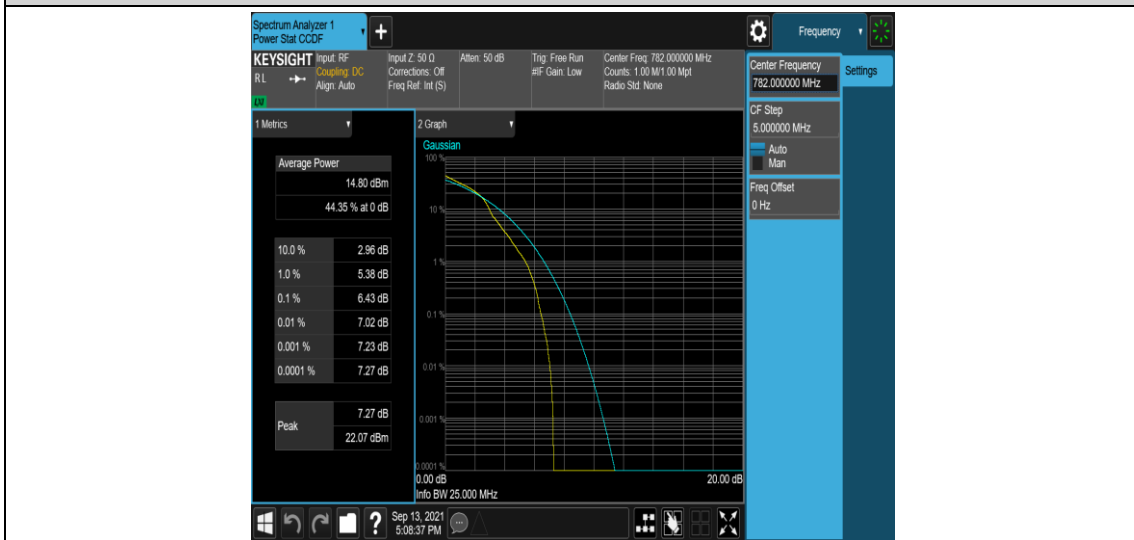 Spectrum Analyzer 1
Power Stat CCDF
+
Frequency
KEYSIGHT
RL
Input: RF
Coupling: DC
Align: Auto
Input Z: 50 Ω
Corrections: Off
Freq Ref: Int (S)
Atten: 50 dB
Trig: Free Run
#IF Gain: Low
Center Freq: 782.000000 MHz
Counts: 1.00 M/1.00 Mpt
Radio Std: None
Center Frequency
782.000000 MHz
Settings
CF Step
5.000000 MHz
Auto
Man
Freq Offset
0 Hz
1 Metrics
Average Power
14.80 dBm
44.35 % at 0 dB
10.0 % 2.96 dB
1.0 % 5.38 dB
0.1 % 6.43 dB
0.01 % 7.02 dB
0.001 % 7.23 dB
0.0001 % 7.27 dB
Peak
7.27 dB
22.07 dBm
2 Graph
Gaussian
100 %
10 %
1 %
0.1 %
0.01 %
0.001 %
0.0001 %
0.00 dB 20.00 dB
Info BW 25.000 MHz
?
Sep 13, 2021
5:08:37 PM